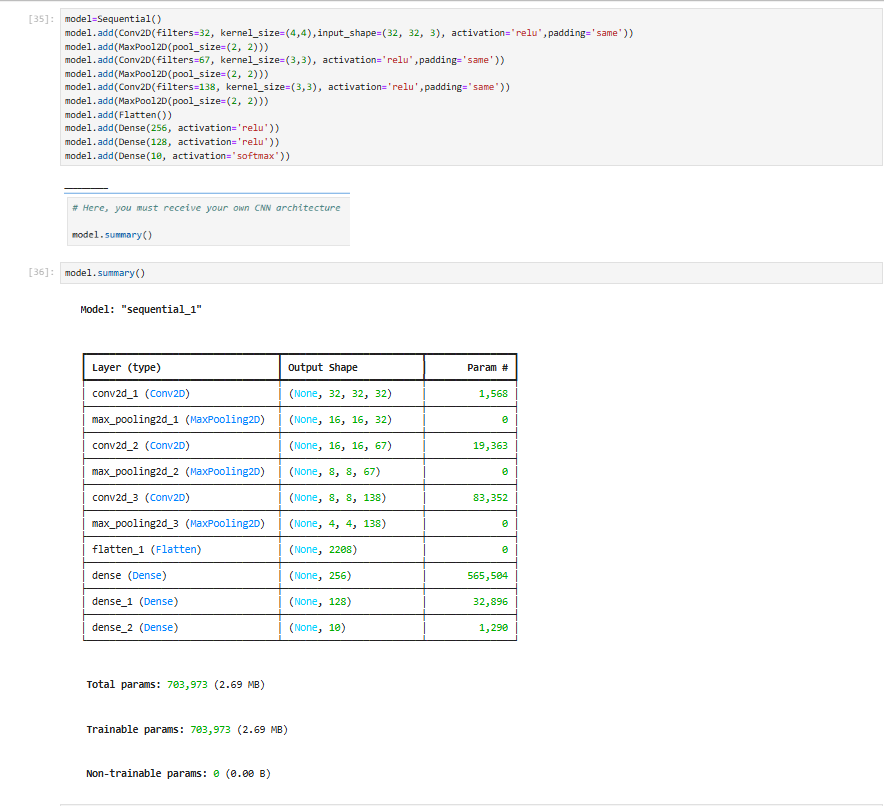 [35]: model=Sequential()
model.add(Conv2D(filters=32, kernel_size=(4,4),input_shape=(32, 32, 3), activation='relu',padding='same'))
model.add(MaxPool2D(pool_size=(2, 2)))
model.add(Conv2D(filters=67, kernel_size=(3,3), activation='relu',padding='same'))
model.add(MaxPool2D(pool_size=(2, 2)))
model.add(Conv2D(filters=138, kernel_size=(3,3), activation='relu',padding='same'))
model.add(MaxPool2D(pool_size=(2, 2)))
model.add(Flatten())
model.add(Dense(256, activation='relu'))
model.add(Dense(128, activation='relu'))
model.add(Dense(10, activation='softmax'))
# Here, you must receive your own CNN architecture
model.summary()
[36]: model.summary()
Model: "sequential_1"
Layer (type) Output Shape Param #
conv2d_1 (Conv2D) (None, 32, 32, 32) 1,568
max_pooling2d_1 (MaxPooling2D) (None, 16, 16, 32) 0
conv2d_2 (Conv2D) (None, 16, 16, 67) 19,363
max_pooling2d_2 (MaxPooling2D) (None, 8, 8, 67) 0
conv2d_3 (Conv2D) (None, 8, 8, 138) 83,352
max_pooling2d_3 (MaxPooling2D) (None, 4, 4, 138) 0
flatten_1 (Flatten) (None, 2208) 0
dense (Dense) (None, 256) 565,504
dense_1 (Dense) (None, 128) 32,896
dense_2 (Dense) (None, 10) 1,290
Total params: 703,973 (2.69 MB)
Trainable params: 703,973 (2.69 MB)
Non-trainable params: 0 (0.00 B)